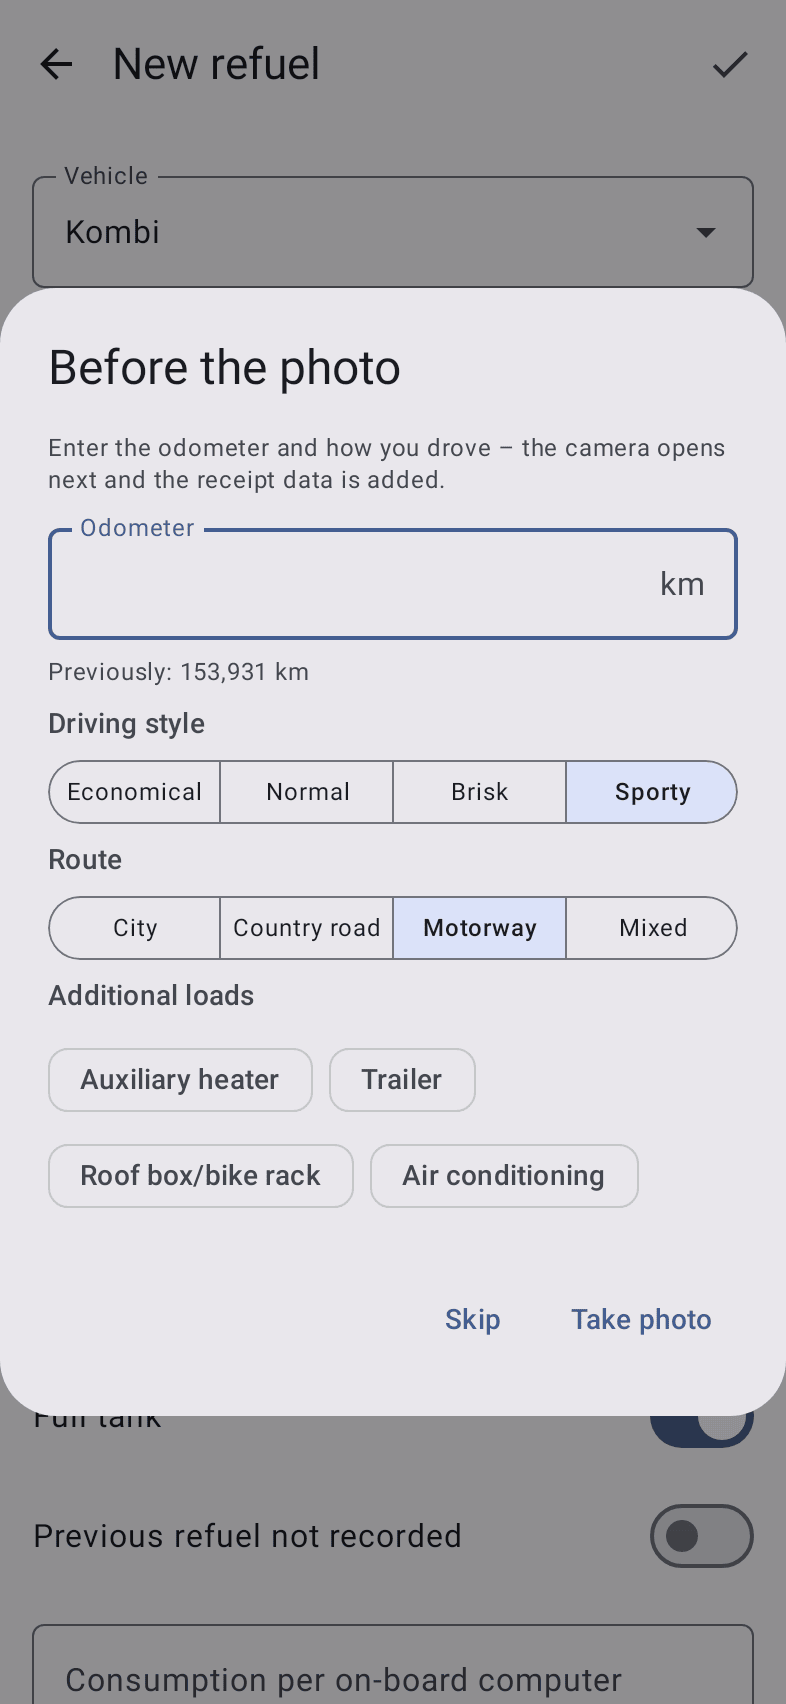 New refuel
Vehicle
Kombi
Before the photo
Enter the odometer and how you drove – the camera opens
next and the receipt data is added.
Odometer
km
Previously: 153,931 km
Driving style
Economical Normal Brisk Sporty
Route
City Country road Motorway Mixed
Additional loads
Auxiliary heater Trailer
Roof box/bike rack Air conditioning
Skip Take photo
Full tank
Previous refuel not recorded
Consumption per on-board computer